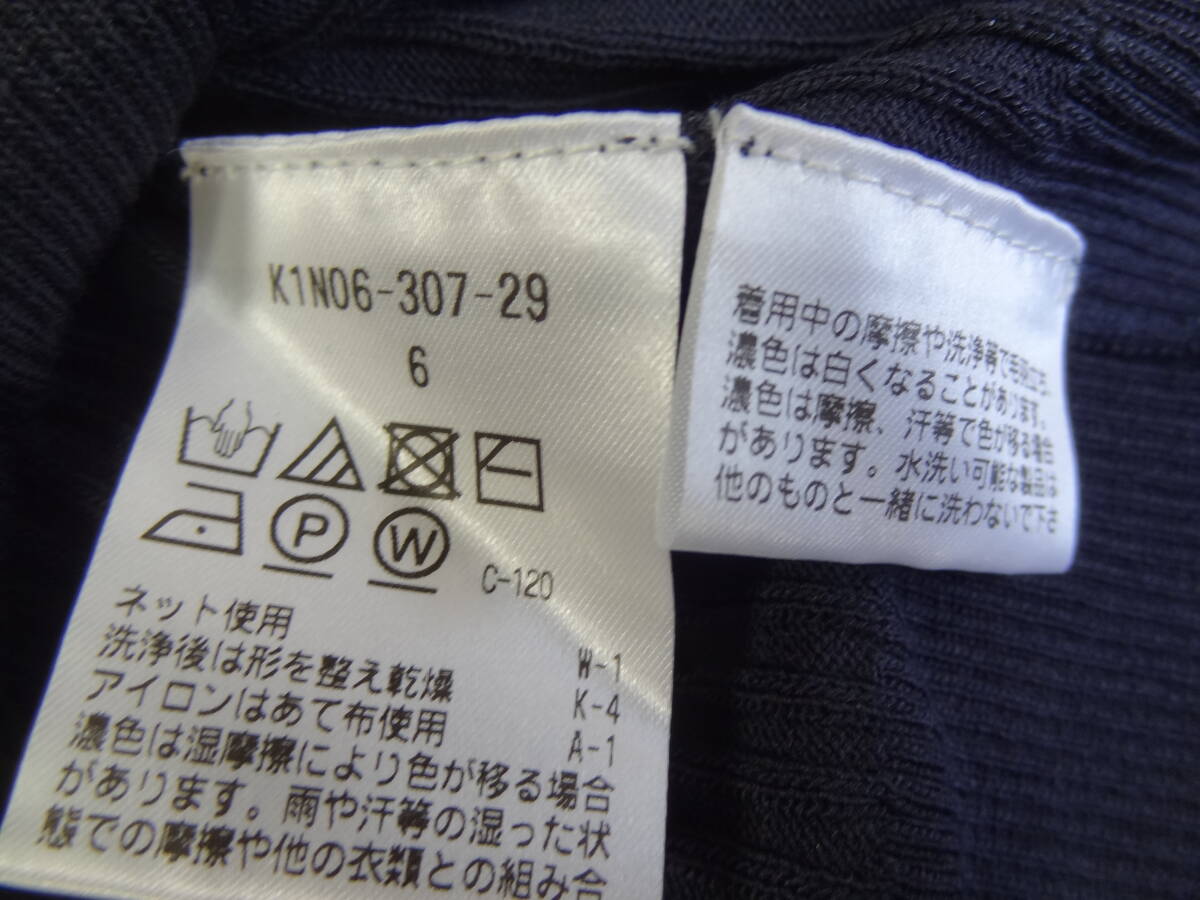 K1N06-307-29
6
P W C-120
ネット使用
洗浄後は形を整え乾燥 W-1
アイロンはあて布使用 K-4
A-1
濃色は湿摩擦により色が移る場合
があります。雨や汗等の湿った状
態での摩擦や他の衣類との組み合
着用中の摩擦や洗浄等で毛羽立ち、
濃色は白くなることがあります。
濃色は摩擦、汗等で色が移る場合
があります。水洗い可能な製品は
他のものと一緒に洗わないで下さ